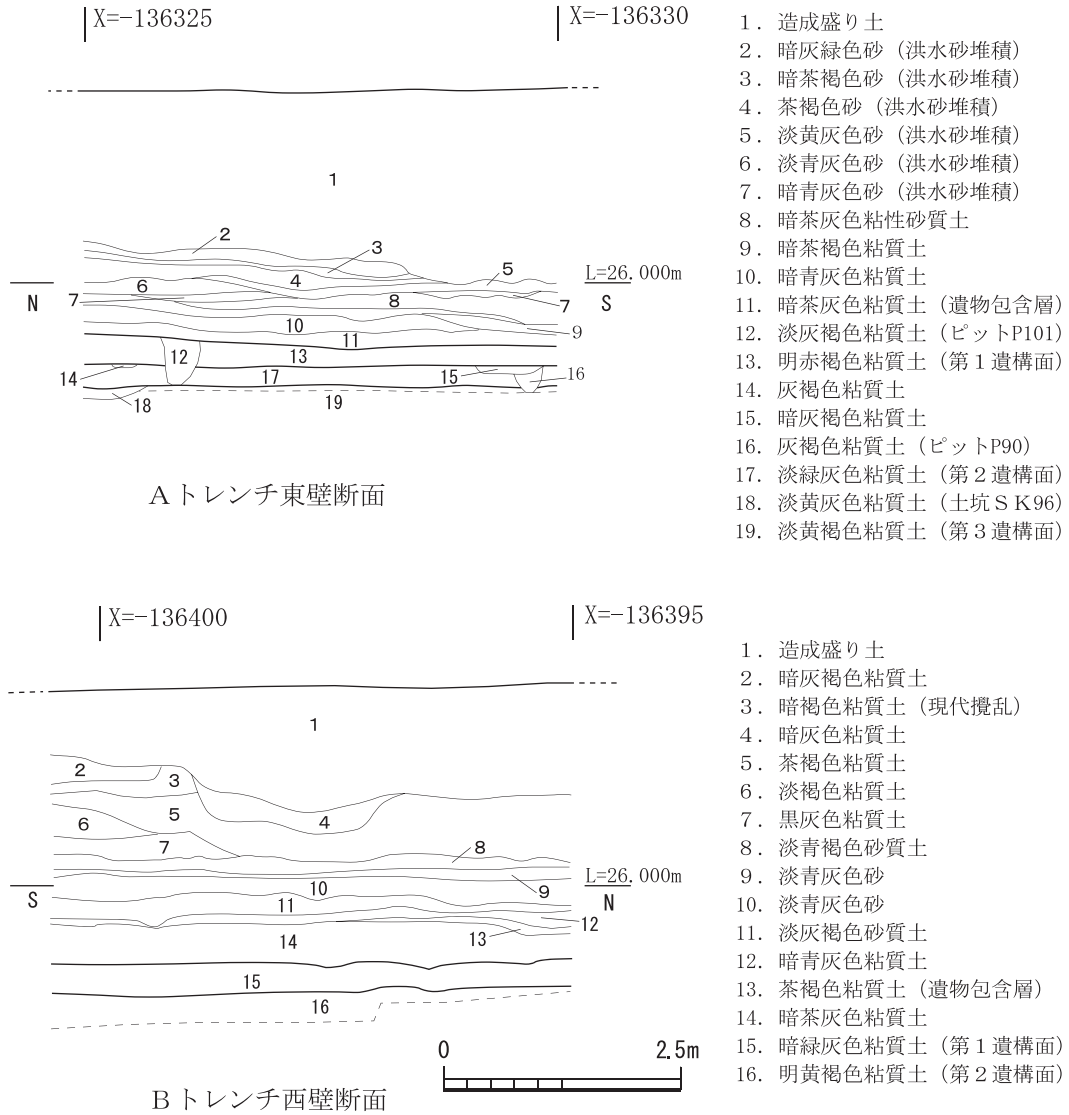 X=-136325
X=-136330
1
2
3
4
5
6
7
8
7
L=26.000m
N
S
10
9
11
12
13
14
17
15
16
18
19
Ａトレンチ東壁断面
１．造成盛り土
２．暗灰緑色砂（洪水砂堆積）
３．暗茶褐色砂（洪水砂堆積）
４．茶褐色砂（洪水砂堆積）
５．淡黄灰色砂（洪水砂堆積）
６．淡青灰色砂（洪水砂堆積）
７．暗青灰色砂（洪水砂堆積）
８．暗茶灰色粘性砂質土
９．暗茶褐色粘質土
10．暗青灰色粘質土
11．暗茶灰色粘質土（遺物包含層）
12．淡灰褐色粘質土（ピットP101）
13．明赤褐色粘質土（第１遺構面）
14．灰褐色粘質土
15．暗灰褐色粘質土
16．灰褐色粘質土（ピットP90）
17．淡緑灰色粘質土（第２遺構面）
18．淡黄灰色粘質土（土坑ＳＫ96）
19．淡黄褐色粘質土（第３遺構面）
X=-136400
X=-136395
1
2
3
4
5
6
7
8
L=26.000m
S
N
10
9
11
12
14
13
15
16
0
2.5m
Ｂトレンチ西壁断面
１．造成盛り土
２．暗灰褐色粘質土
３．暗褐色粘質土（現代攪乱）
４．暗灰色粘質土
５．茶褐色粘質土
６．淡褐色粘質土
７．黒灰色粘質土
８．淡青褐色砂質土
９．淡青灰色砂
10．淡青灰色砂
11．淡灰褐色砂質土
12．暗青灰色粘質土
13．茶褐色粘質土（遺物包含層）
14．暗茶灰色粘質土
15．暗緑灰色粘質土（第１遺構面）
16．明黄褐色粘質土（第２遺構面）